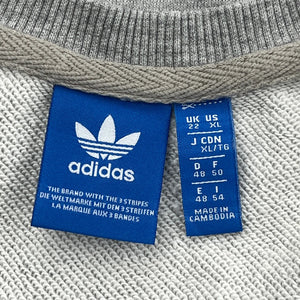 adidas
THE BRAND WITH THE 3 STRIPES
DIE WELTMARKE MIT DEN 3 STREIFEN
LA MARQUE AUX 3 BANDES
UK US
22 XL
J CDN
XL/TG
D F
48 50
E I
48 54
MADE IN
CAMBODIA